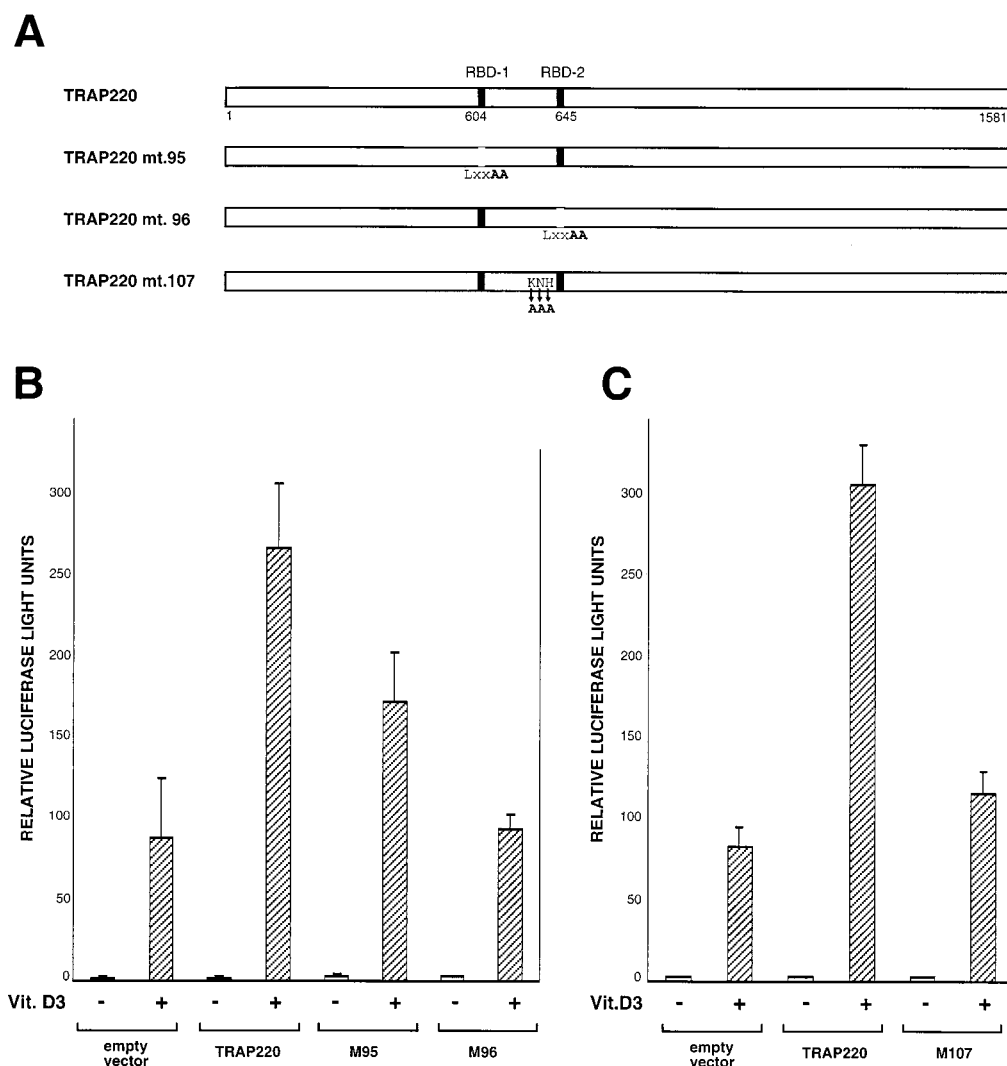 A
RBD-1 RBD-2
TRAP220
1 604 645 1581
TRAP220 mt.95
LxxAA
TRAP220 mt. 96
LxxAA
TRAP220 mt.107
KNH
AAA
B
RELATIVE LUCIFERASE LIGHT UNITS
300
250
200
150
100
50
0
Vit. D3 - + - + - + - +
empty vector TRAP220 M95 M96
C
RELATIVE LUCIFERASE LIGHT UNITS
300
250
200
150
100
50
0
Vit.D3 - + - + - +
empty vector TRAP220 M107